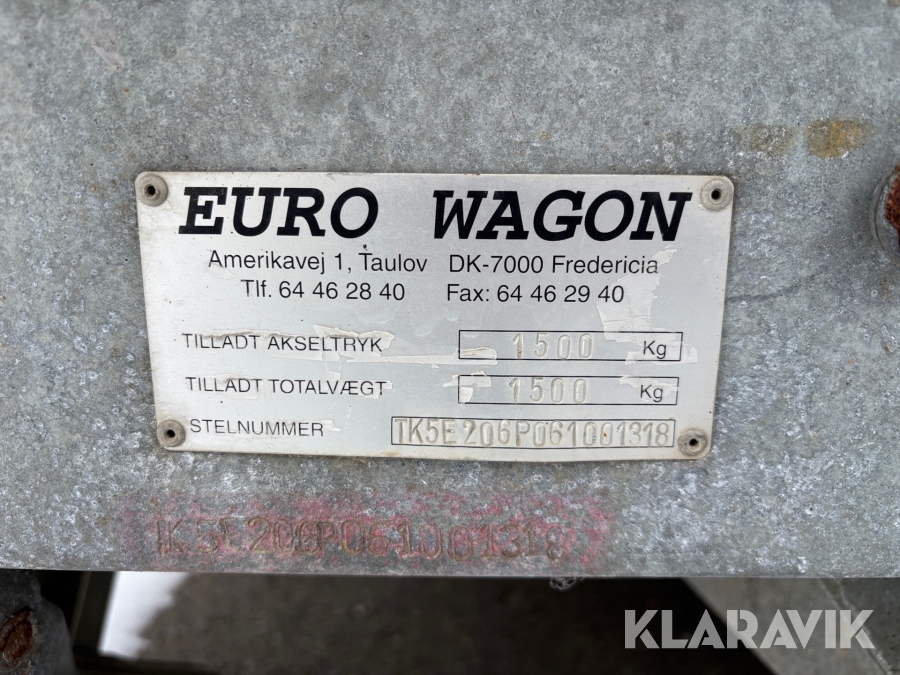 EURO WAGON
Amerikavej 1, Taulov DK-7000 Fredericia
Tlf. 64 46 28 40 Fax: 64 46 29 40
TILLADT AKSELTRYK 1500 Kg
TILLADT TOTALVÆGT 1500 Kg
STELNUMMER TK5E206P061001318
TK5E206P061001318
KLARAVIK